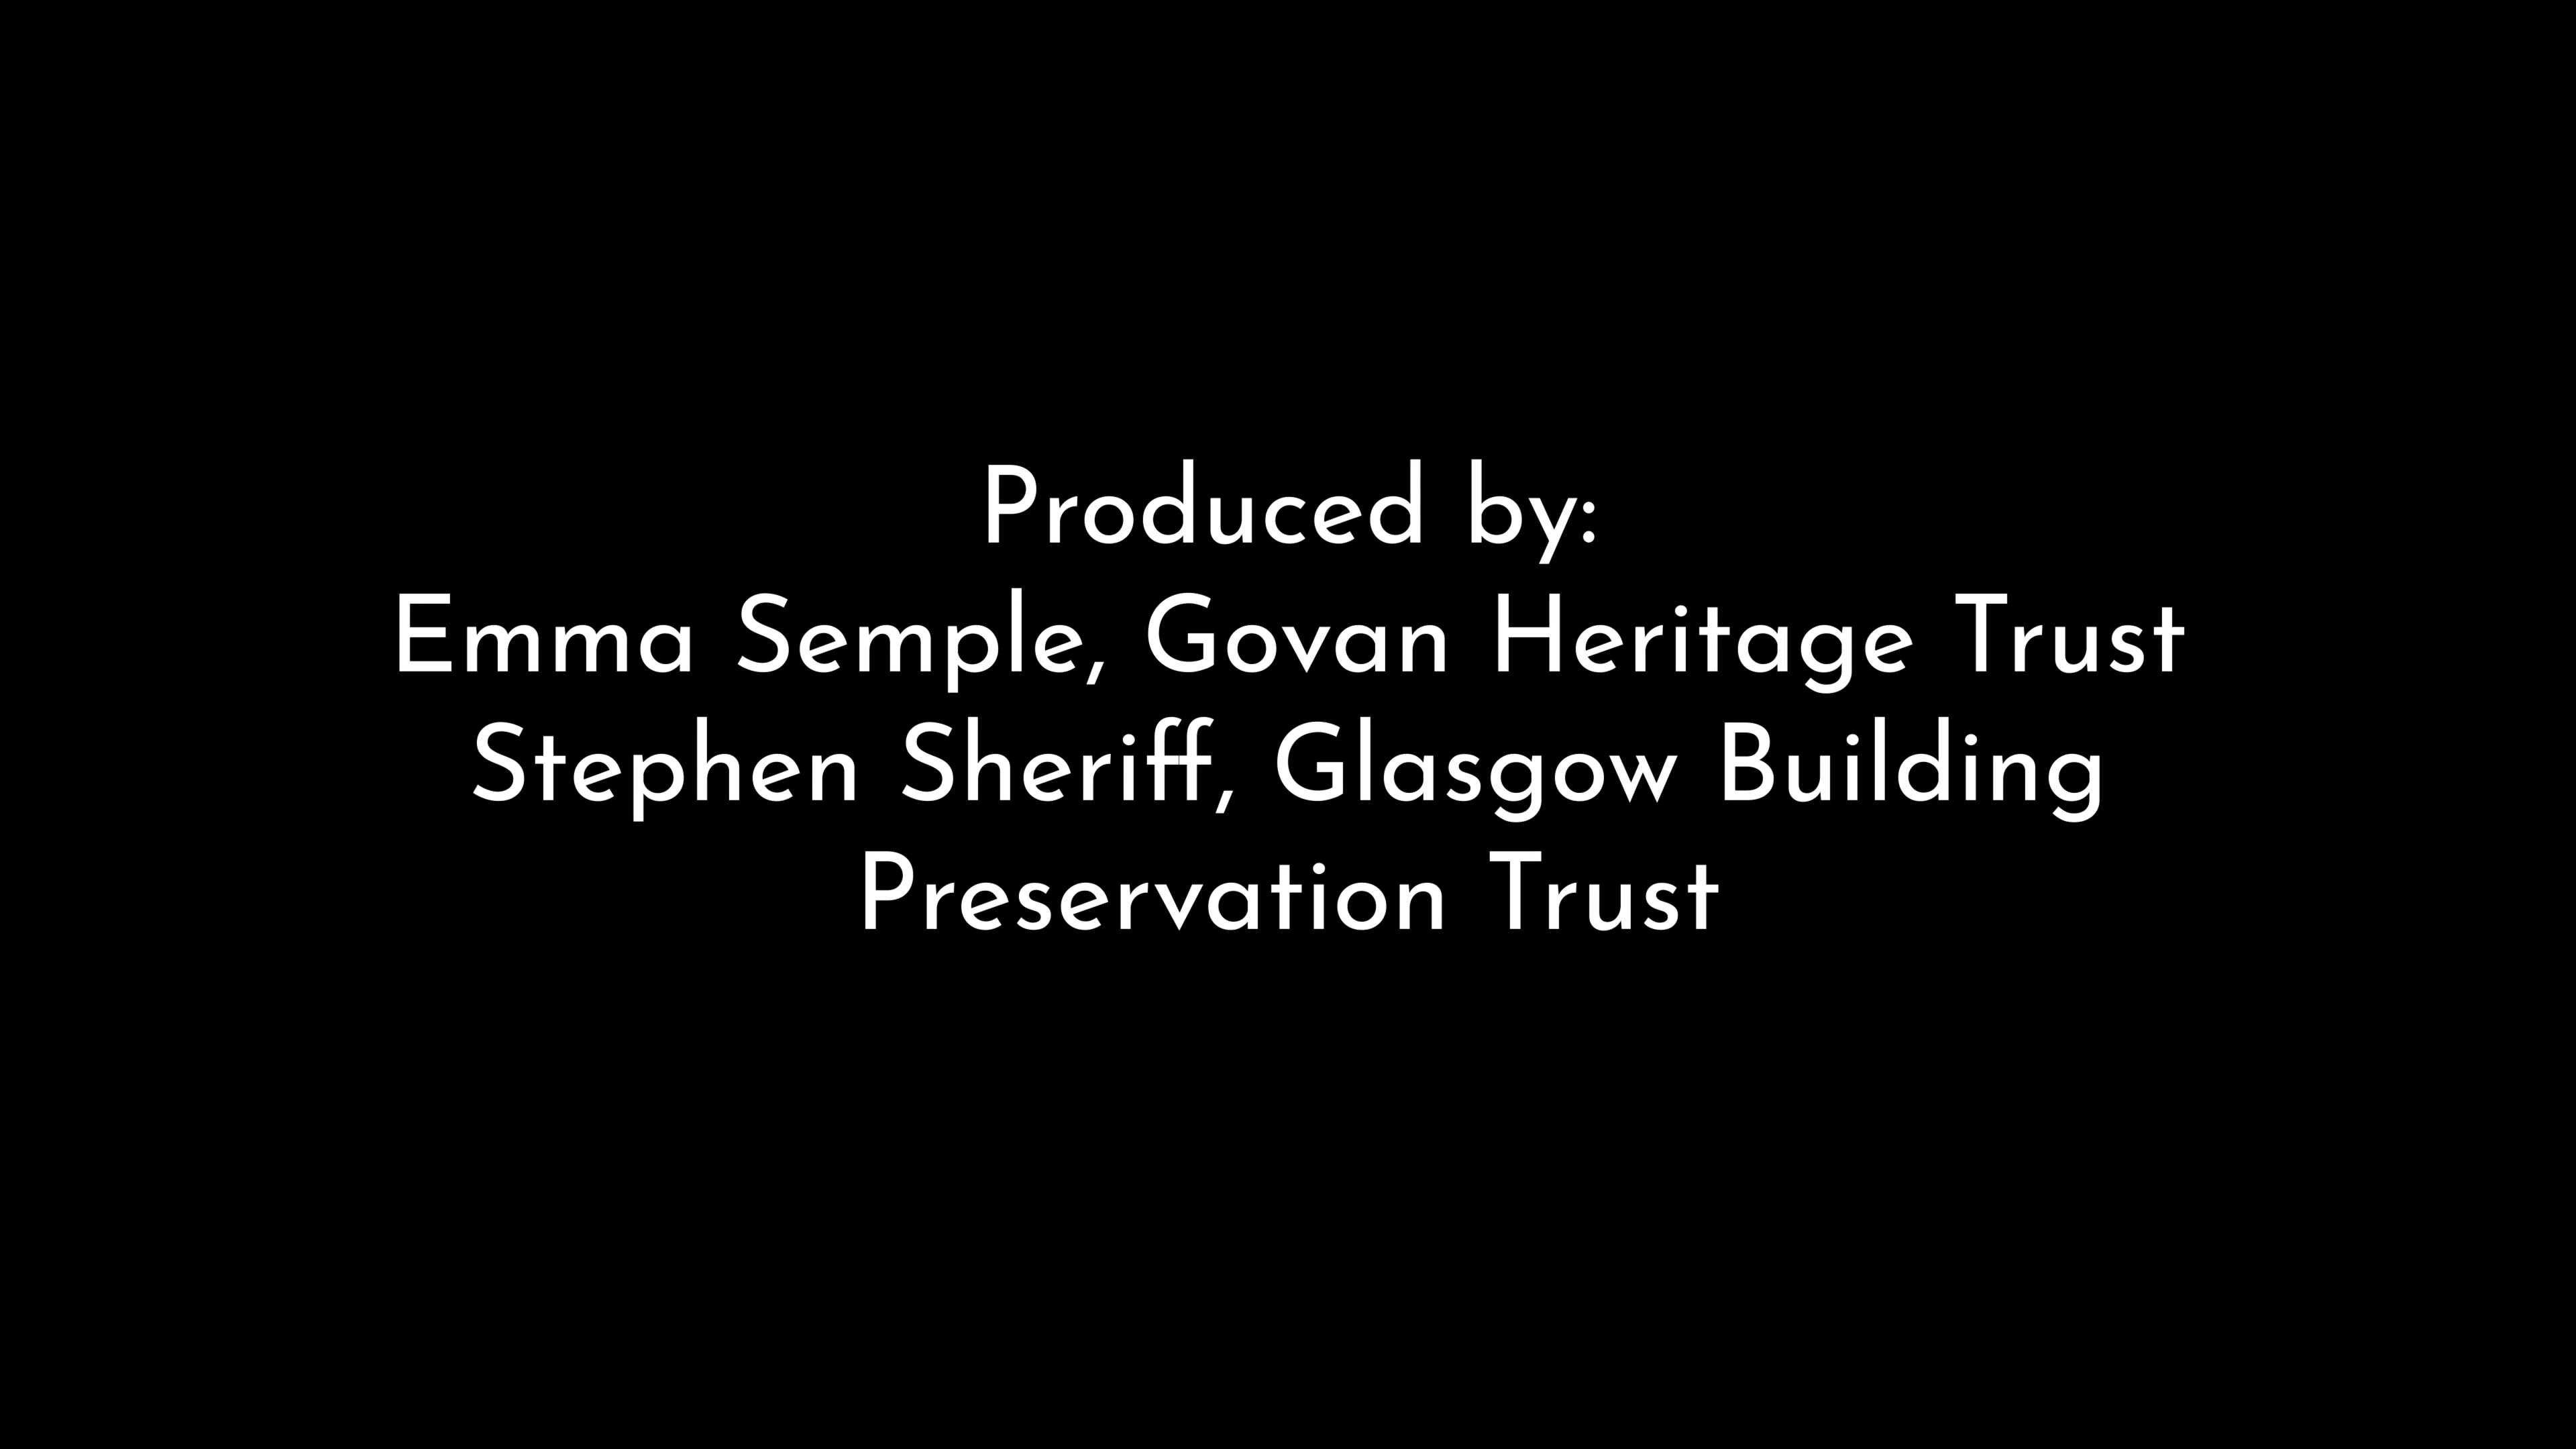 Produced by:
Emma Semple, Govan Heritage Trust
Stephen Sheriff, Glasgow Building
Preservation Trust